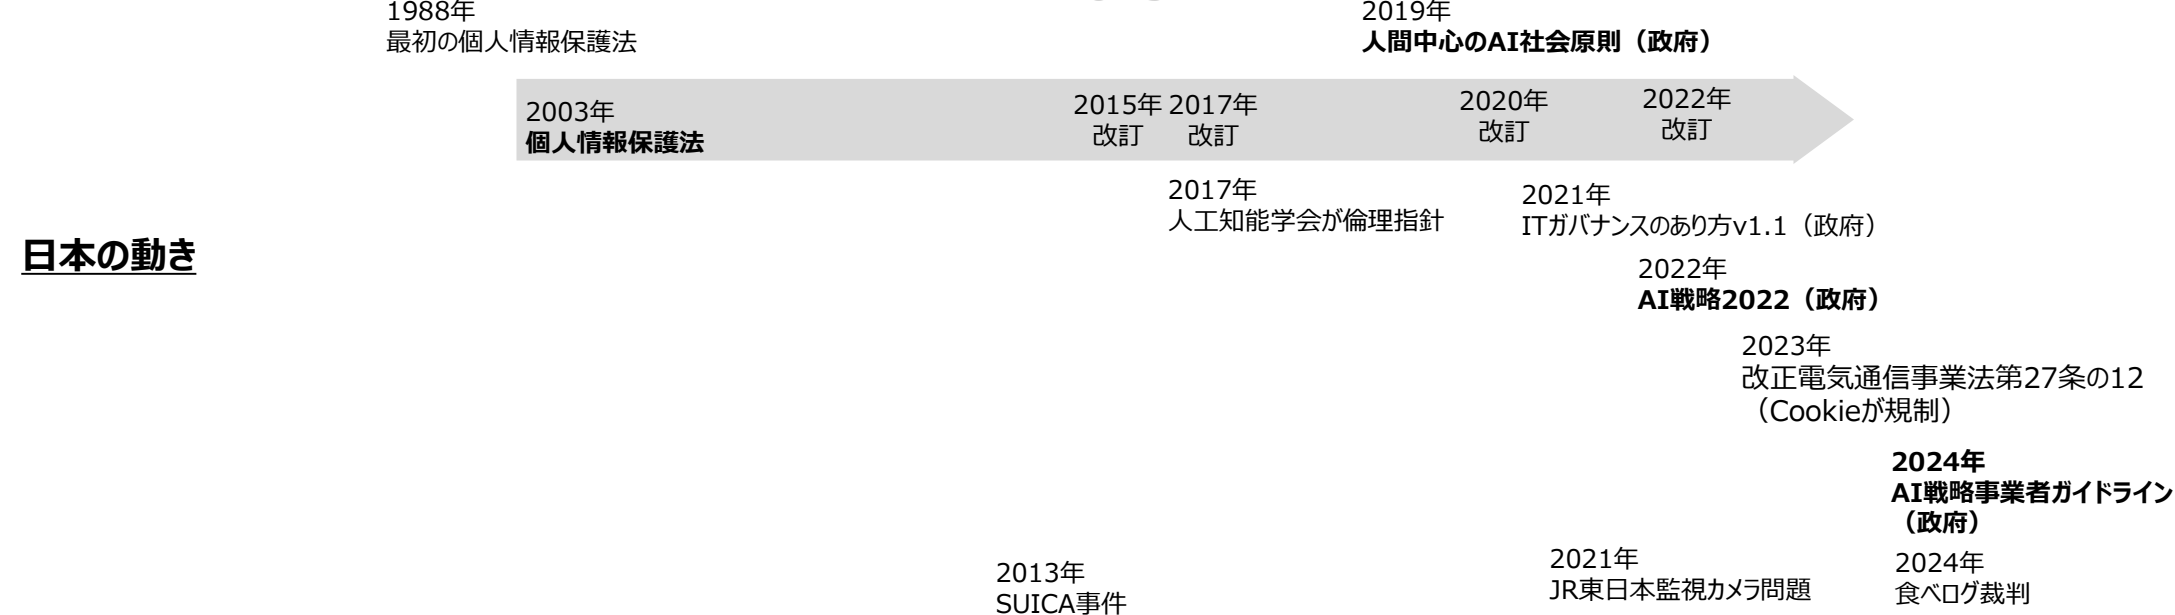 1988年
最初の個人情報保護法
2019年
人間中心のAI社会原則（政府）
2003年
個人情報保護法
2015年
改訂
2017年
改訂
2020年
改訂
2022年
改訂
2017年
人工知能学会が倫理指針
2021年
ITガバナンスのあり方v1.1（政府）
日本の動き
2022年
AI戦略2022（政府）
2023年
改正電気通信事業法第27条の12
（Cookieが規制）
2024年
AI戦略事業者ガイドライン
（政府）
2013年
SUICA事件
2021年
JR東日本監視カメラ問題
2024年
食べログ裁判